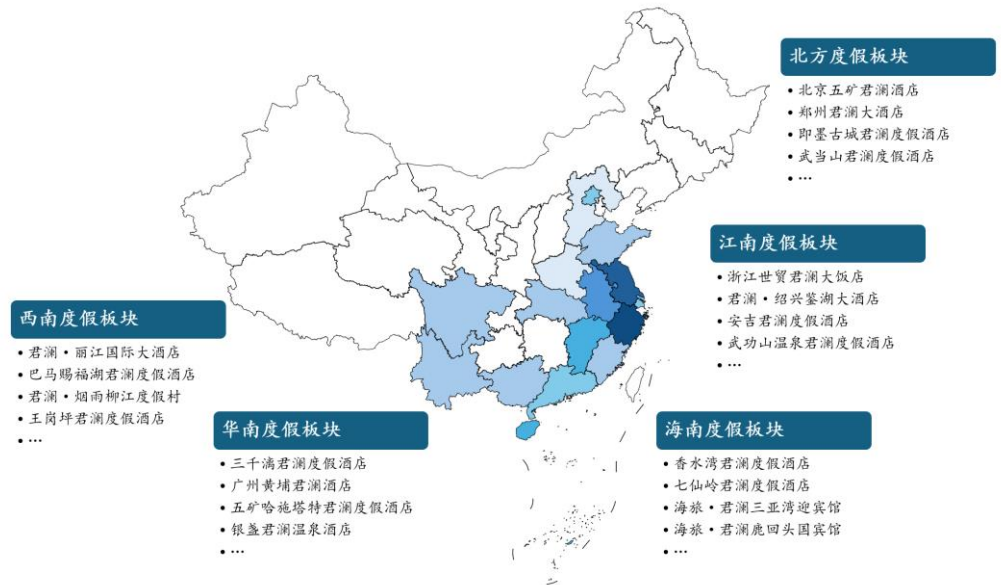 北方度假板块
• 北京五矿君澜酒店
• 郑州君澜大酒店
• 即墨古城君澜度假酒店
• 武当山君澜度假酒店
• …
江南度假板块
• 浙江世贸君澜大饭店
• 君澜·绍兴鉴湖大酒店
• 安吉君澜度假酒店
• 武功山温泉君澜度假酒店
• …
西南度假板块
• 君澜·丽江国际大酒店
• 巴马赐福湖君澜度假酒店
• 君澜·烟雨柳江度假村
• 王岗坪君澜度假酒店
• …
华南度假板块
• 三千漓君澜度假酒店
• 广州黄埔君澜酒店
• 五矿哈施塔特君澜度假酒店
• 银盏君澜温泉酒店
• …
海南度假板块
• 香水湾君澜度假酒店
• 七仙岭君澜度假酒店
• 海旅·君澜三亚湾迎宾馆
• 海旅·君澜鹿回头国宾馆
• …